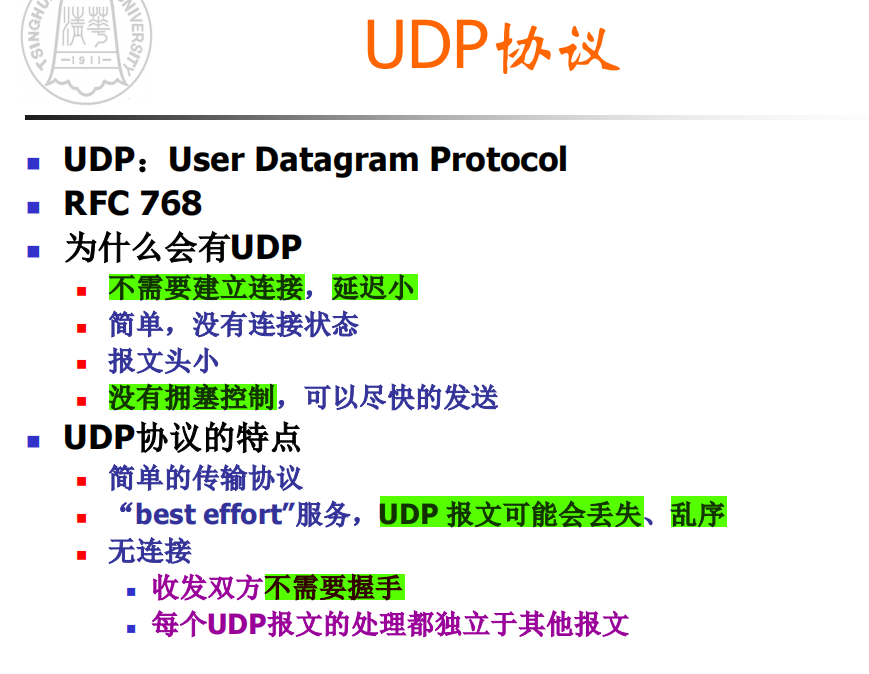 TSINGHUA UNIVERSITY
清華
-1911-
UDP协议
UDP：User Datagram Protocol
RFC 768
为什么会有UDP
不需要建立连接，延迟小
简单，没有连接状态
报文头小
没有拥塞控制，可以尽快的发送
UDP协议的特点
简单的传输协议
“best effort”服务，UDP 报文可能会丢失、乱序
无连接
收发双方不需要握手
每个UDP报文的处理都独立于其他报文